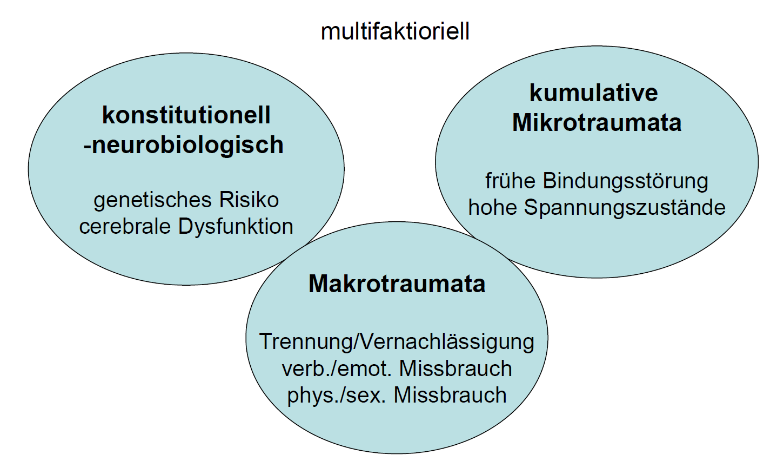 multifaktioriell
konstitutionell
-neurobiologisch
genetisches Risiko
cerebrale Dysfunktion
kumulative
Mikrotraumata
frühe Bindungsstörung
hohe Spannungszustände
Makrotraumata
Trennung/Vernachlässigung
verb./emot. Missbrauch
phys./sex. Missbrauch